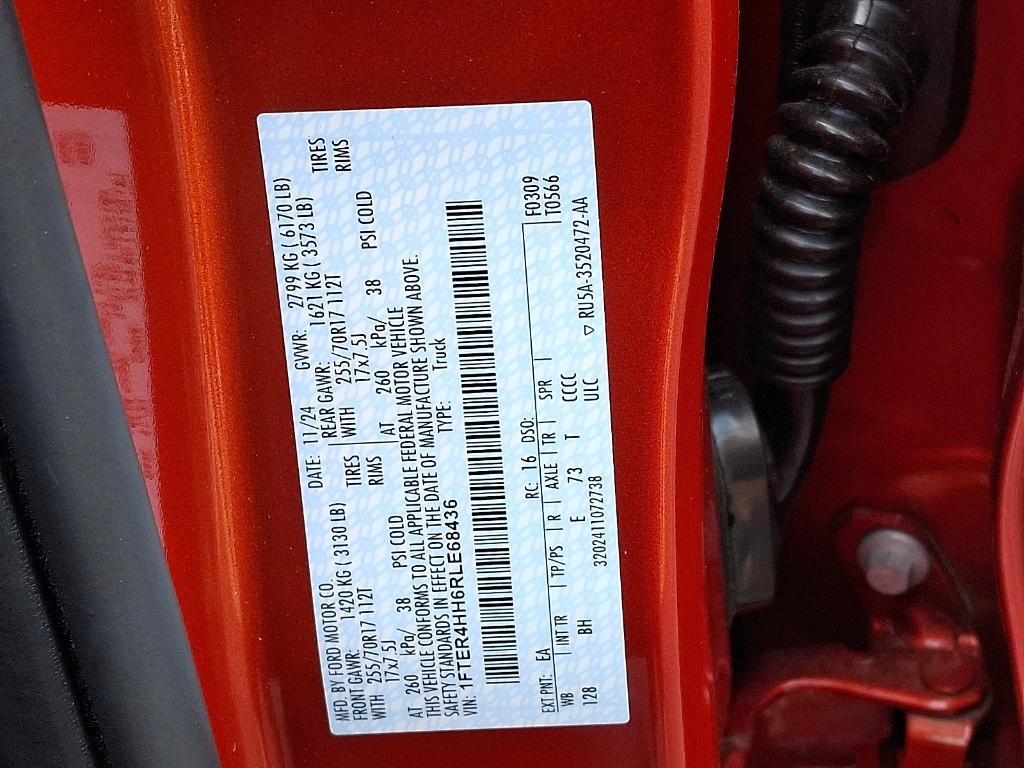 MFD. BY FORD MOTOR CO. DATE: 11/24 GVWR: 2799 KG ( 6170 LB)
FRONT GAWR: 1420 KG ( 3130 LB) REAR GAWR: 1621 KG ( 3573 LB)
WITH 255/70R17 112T TIRES WITH 255/70R17 112T TIRES
17x7.5J RIMS 17x7.5J RIMS
AT 260 kPa/ 38 PSI COLD AT 260 kPa/ 38 PSI COLD
THIS VEHICLE CONFORMS TO ALL APPLICABLE FEDERAL MOTOR VEHICLE
SAFETY STANDARDS IN EFFECT ON THE DATE OF MANUFACTURE SHOWN ABOVE.
VIN: 1FTER4HH6RLE68436 TYPE: Truck
EXT PNT: EA RC: 16 DSO: F0309
WB INT TR TP/PS R AXLE TR SPR T0566
128 BH E 73 T CCCC
3202411072738 ULC ▽ RU5A-3520472-AA